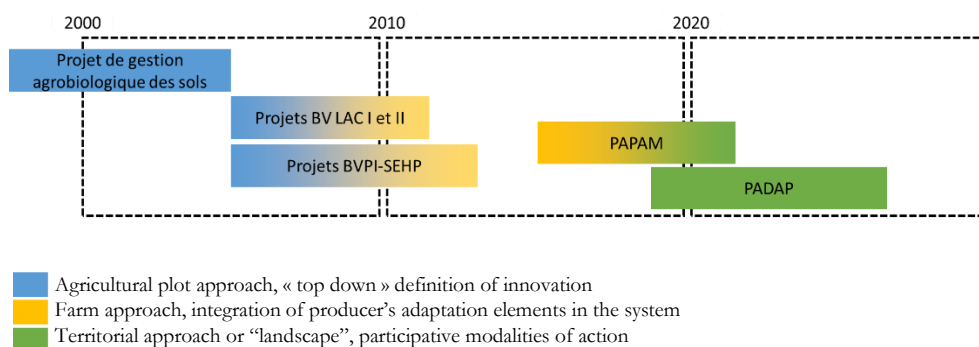 2000 2010 2020
Projet de gestion
agrobiologique des sols
Projets BV LAC I et II
Projets BVPI-SEHP
PAPAM
PADAP
Agricultural plot approach, « top down » definition of innovation
Farm approach, integration of producer’s adaptation elements in the system
Territorial approach or “landscape”, participative modalities of action